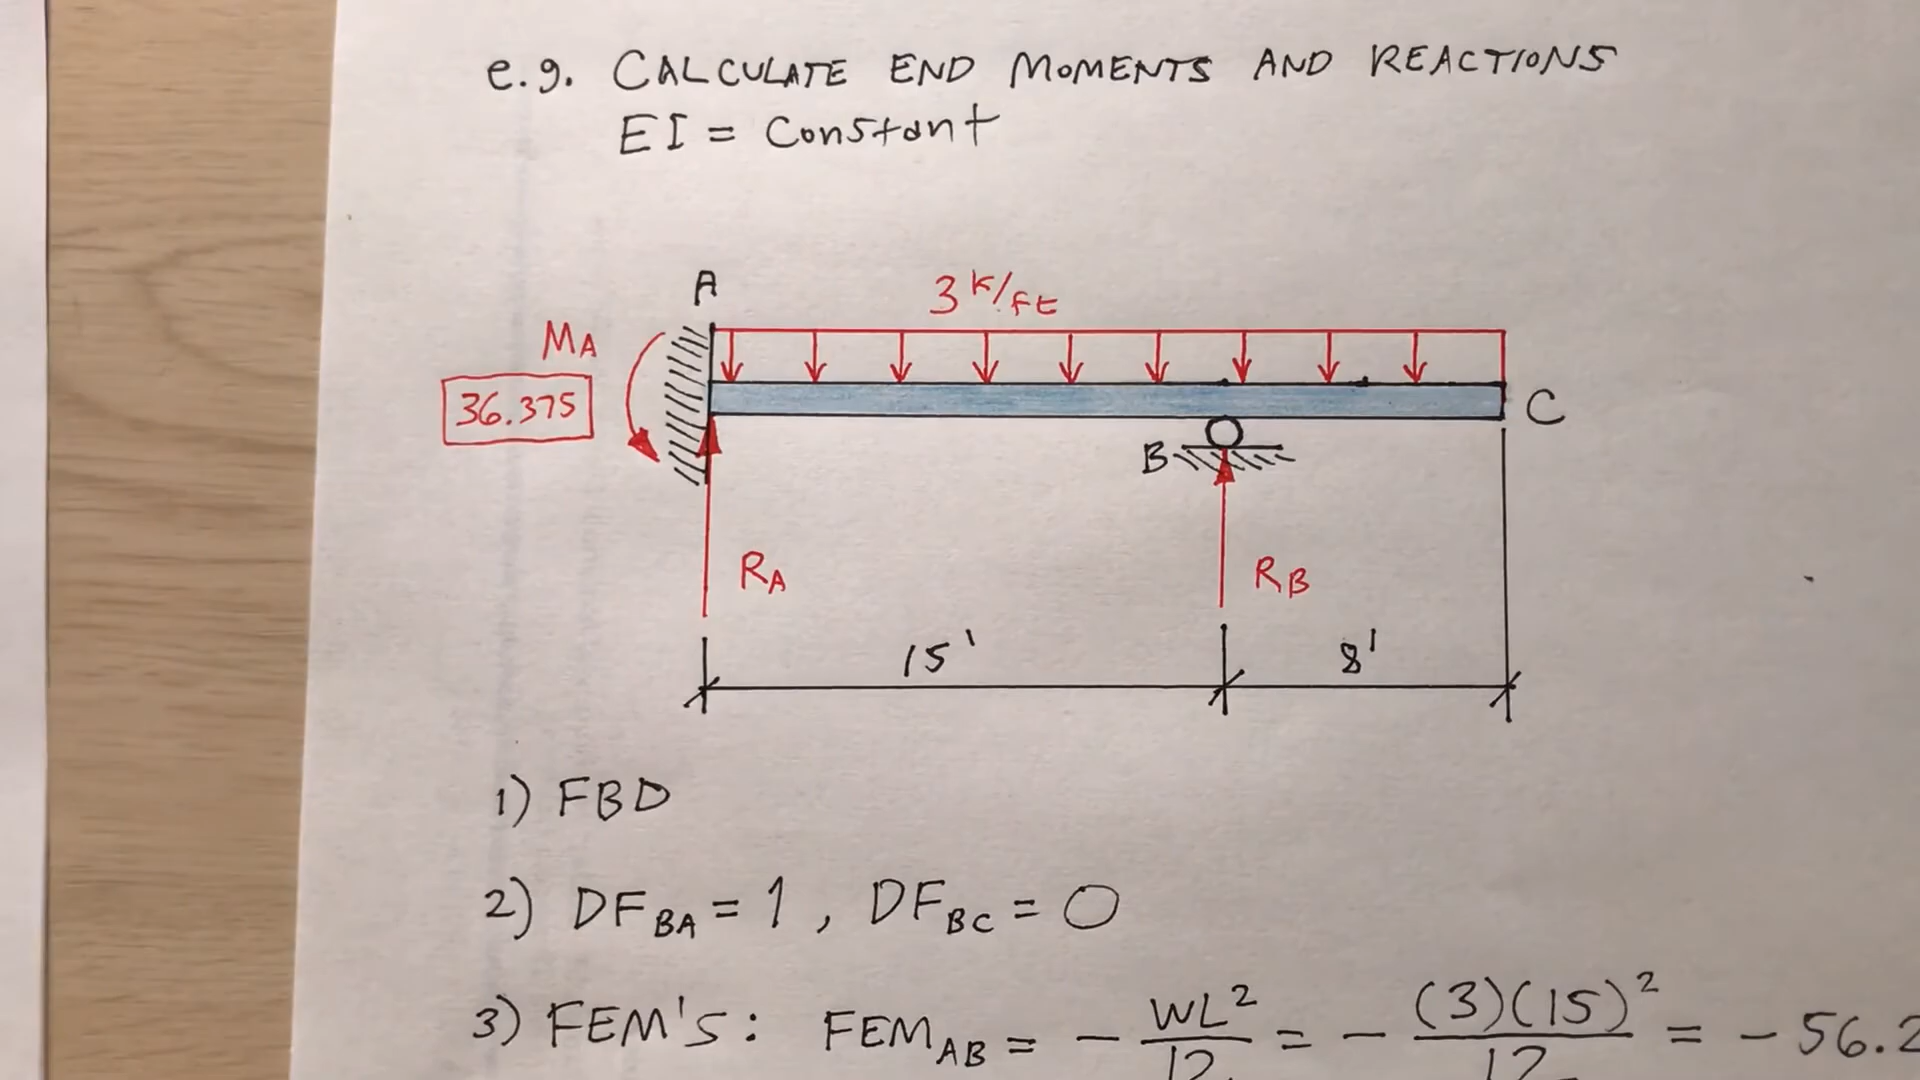 e.g. CALCULATE END MOMENTS AND REACTIONS
EI = Constant
A
3 K/FT
MA
36.375
C
B
RA
RB
15'
8'
1) FBD
2) DFBA = 1 , DFBC = 0
3) FEM'S : FEMAB = - WL²/12 = - (3)(15)²/12 = - 56.2